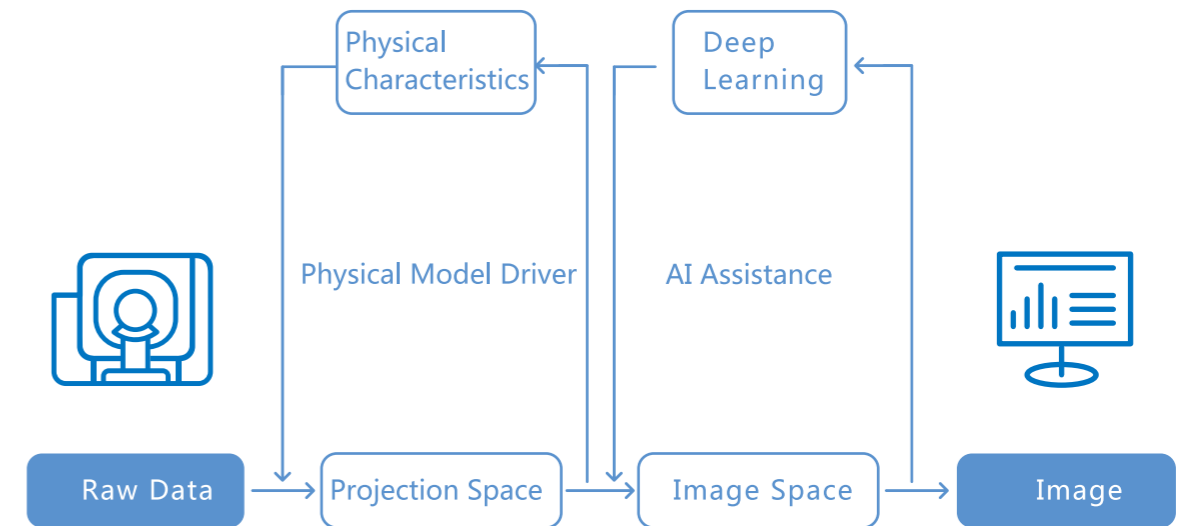 Physical
Characteristics
Deep
Learning
Physical Model Driver
AI Assistance
Raw Data
Projection Space
Image Space
Image